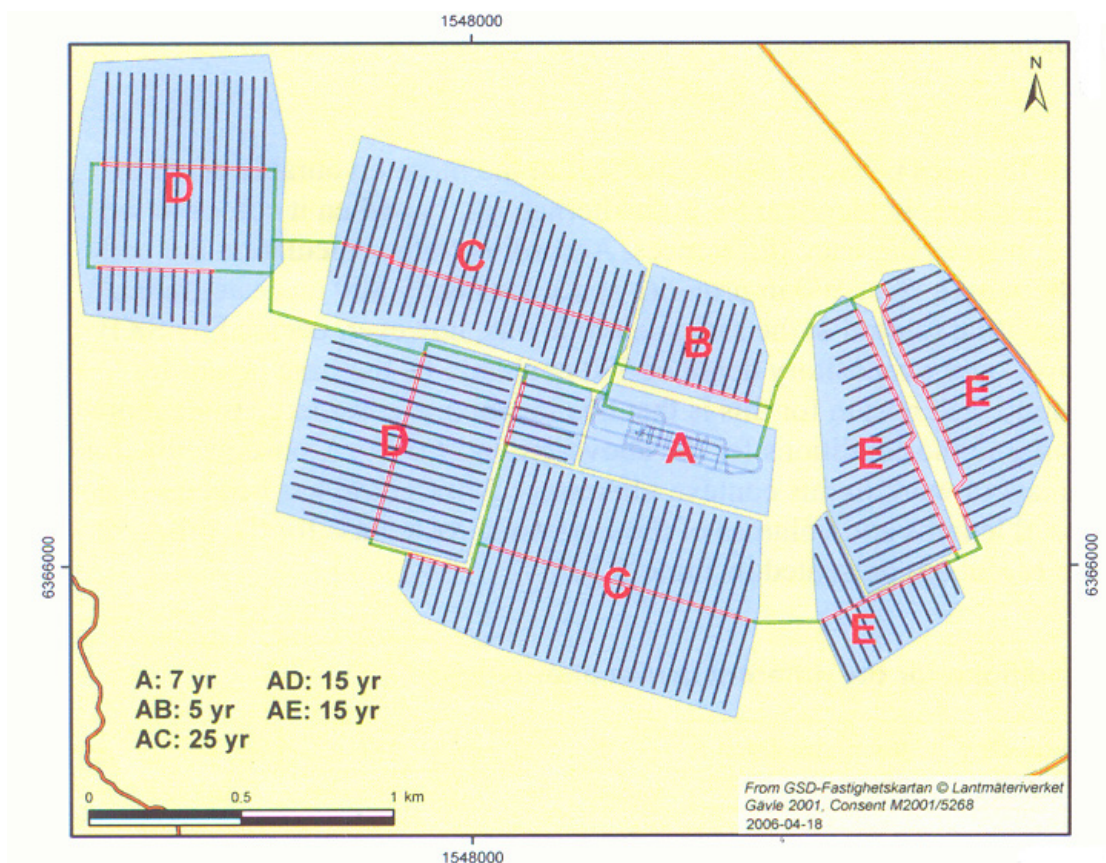 1548000
N
D
C
B
E
E
D
A
6366000
6366000
C
E
A: 7 yr AD: 15 yr
AB: 5 yr AE: 15 yr
AC: 25 yr
0 0.5 1 km
From GSD-Fastighetskartan © Lantmäteriverket
Gävle 2001, Consent M2001/5268
2006-04-18
1548000